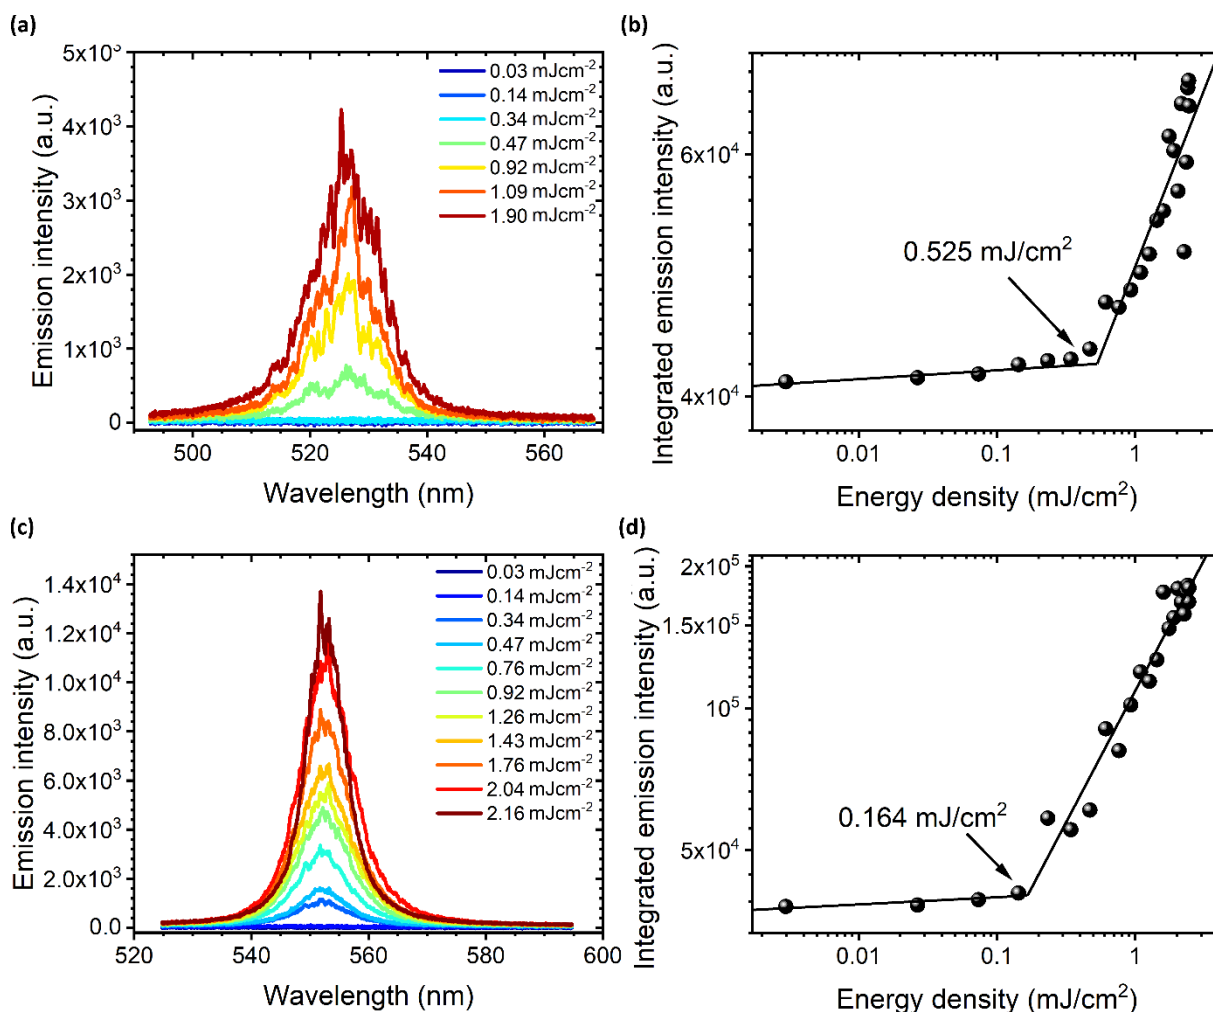 (a)
5x10³
4x10³
3x10³
2x10³
1x10³
0
500
520
540
560
Emission intensity (a.u.)
Wavelength (nm)
0.03 mJcm⁻²
0.14 mJcm⁻²
0.34 mJcm⁻²
0.47 mJcm⁻²
0.92 mJcm⁻²
1.09 mJcm⁻²
1.90 mJcm⁻²
(b)
Integrated emission intensity (a.u.)
6x10⁴
4x10⁴
0.525 mJ/cm²
0.01
0.1
1
Energy density (mJ/cm²)
(c)
1.4x10⁴
1.2x10⁴
1.0x10⁴
8.0x10³
6.0x10³
4.0x10³
2.0x10³
0.0
520
540
560
580
600
Emission intensity (a.u.)
Wavelength (nm)
0.03 mJcm⁻²
0.14 mJcm⁻²
0.34 mJcm⁻²
0.47 mJcm⁻²
0.76 mJcm⁻²
0.92 mJcm⁻²
1.26 mJcm⁻²
1.43 mJcm⁻²
1.76 mJcm⁻²
2.04 mJcm⁻²
2.16 mJcm⁻²
(d)
Integrated emission intensity (a.u.)
2x10⁵
1.5x10⁵
10⁵
5x10⁴
0.164 mJ/cm²
0.01
0.1
1
Energy density (mJ/cm²)